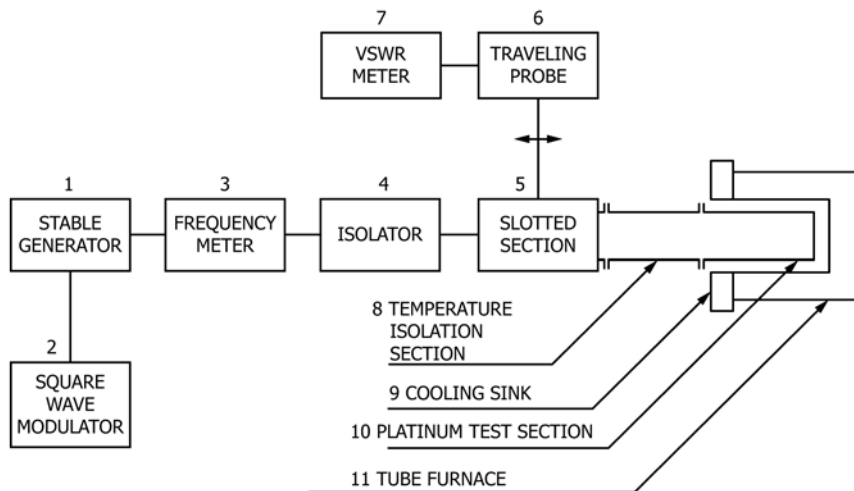 7
VSWR
METER
6
TRAVELING
PROBE
1
STABLE
GENERATOR
3
FREQUENCY
METER
4
ISOLATOR
5
SLOTTED
SECTION
2
SQUARE
WAVE
MODULATOR
8 TEMPERATURE
ISOLATION
SECTION
9 COOLING SINK
10 PLATINUM TEST SECTION
11 TUBE FURNACE